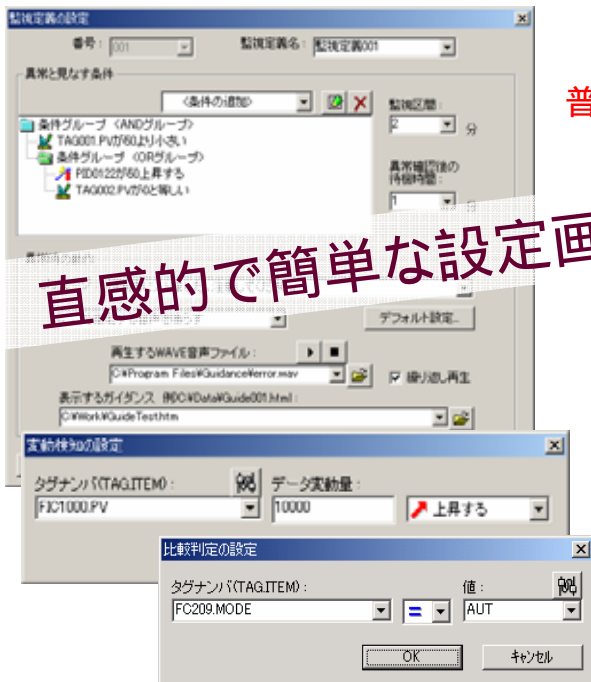 監視定義の設定
番号: 001
監視定義名: 監視定義001
異常と見なす条件
<条件の追加>
監視区間:
条件グループ (ANDグループ)
2 分
TAG001.PVが60より小さい
条件グループ (ORグループ)
PID0122が60上昇する
TAG002.PVが0と等しい
異常確認後の
待機時間:
1
普
直感的で簡単な設定画
デフォルト設定...
再生するWAVE音声ファイル:
C:¥Program Files¥Guidance¥error.wav
繰り返し再生
表示するガイダンス 例)C:¥Data¥Guide001.html:
C:¥Work¥GuideTest.htm
変動検知の設定
タグナンバ(TAG.ITEM):
データ変動量:
FIC1000.PV
10000
上昇する
比較判定の設定
タグナンバ(TAG.ITEM):
値:
FC209.MODE
=
AUT
OK
キャンセル